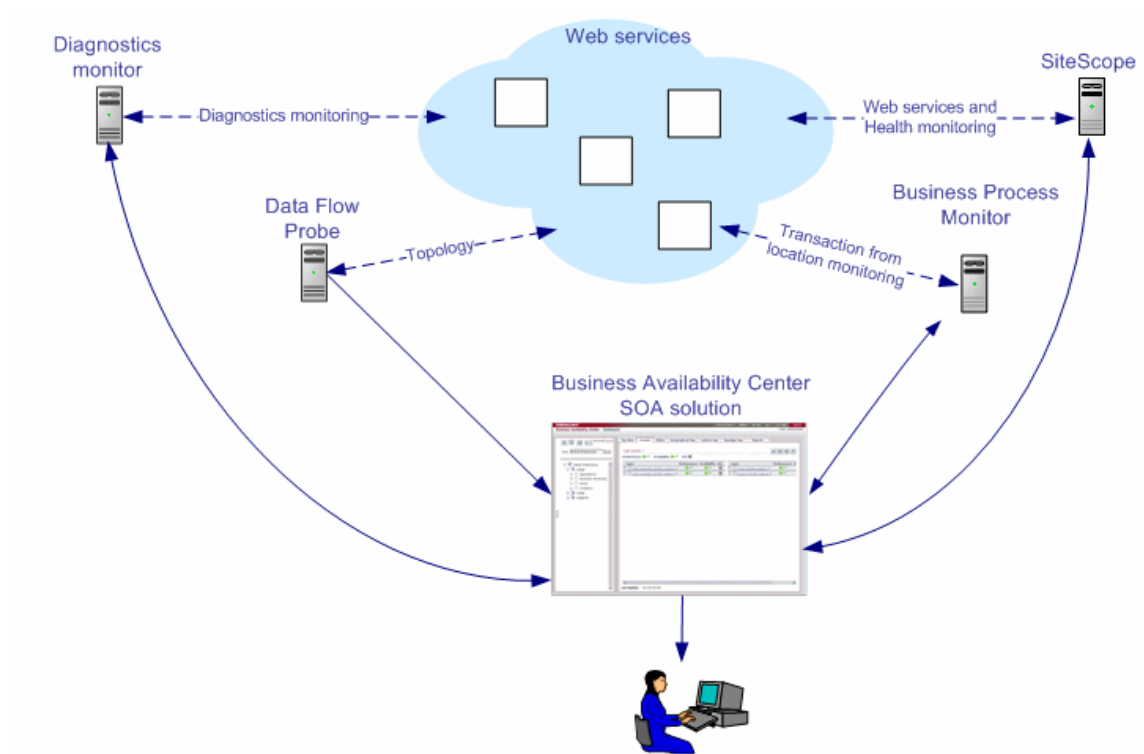 Web services
Diagnostics
monitor
SiteScope
Diagnostics monitoring
Web services and
Health monitoring
Business Process
Monitor
Data Flow
Probe
Topology
Transaction from
location monitoring
Business Availability Center
SOA solution